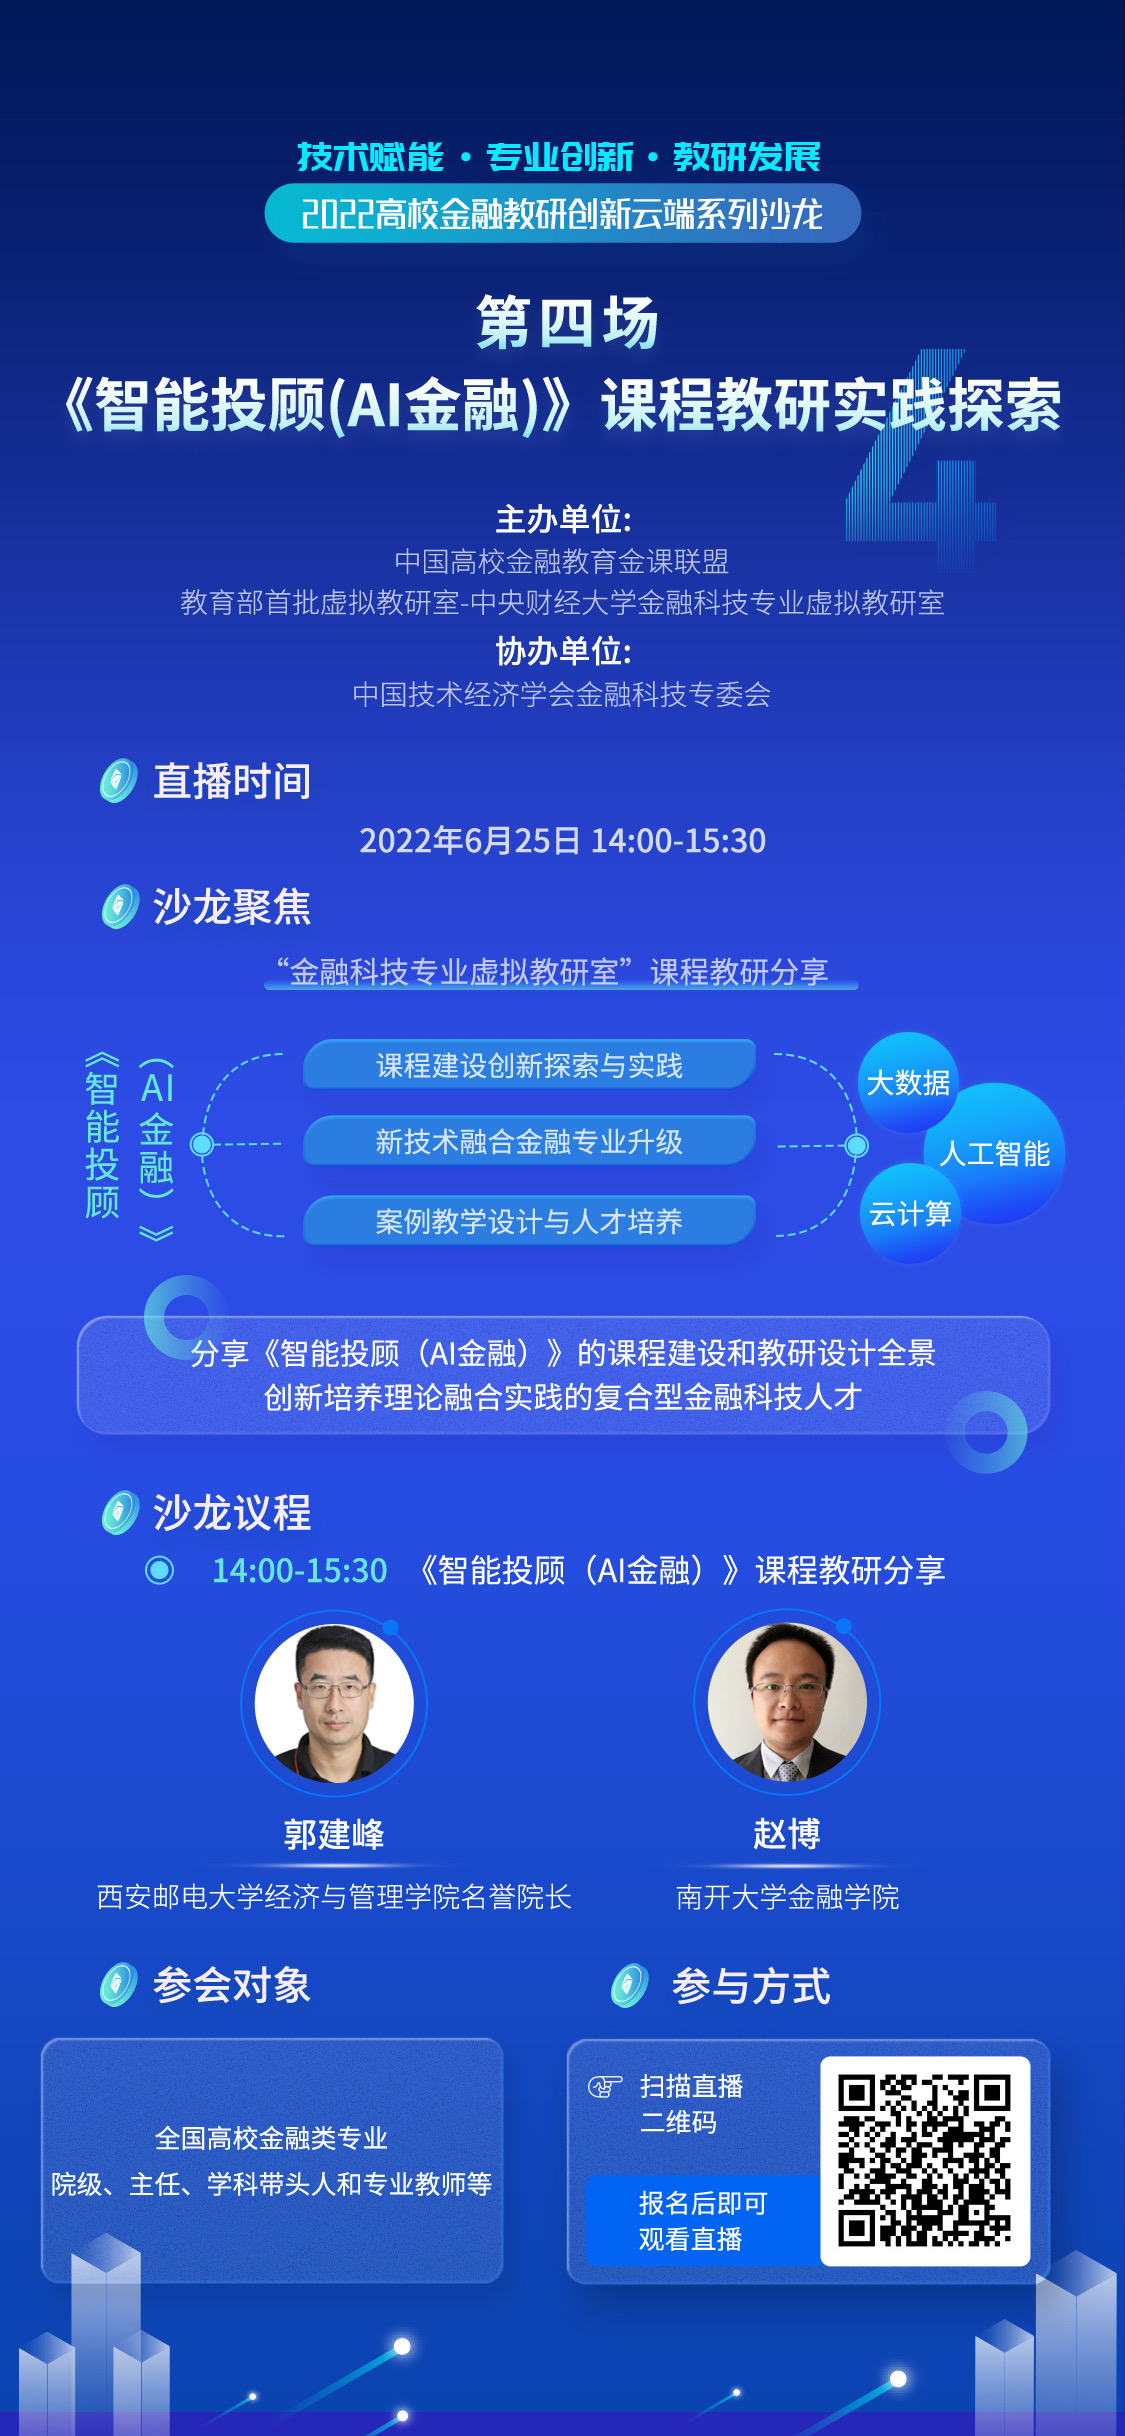 技术赋能·专业创新·教研发展
2022高校金融教研创新云端系列沙龙
第四场
4
《智能投顾(AI金融)》课程教研实践探索
主办单位:
中国高校金融教育金课联盟
教育部首批虚拟教研室-中央财经大学金融科技专业虚拟教研室
协办单位:
中国技术经济学会金融科技专委会
直播时间
2022年6月25日 14:00-15:30
沙龙聚焦
“金融科技专业虚拟教研室”课程教研分享
《智能投顾
（AI金融）》
课程建设创新探索与实践
新技术融合金融专业升级
案例教学设计与人才培养
大数据
人工智能
云计算
分享《智能投顾（AI金融）》的课程建设和教研设计全景
创新培养理论融合实践的复合型金融科技人才
沙龙议程
14:00-15:30 《智能投顾（AI金融）》课程教研分享
郭建峰
西安邮电大学经济与管理学院名誉院长
赵博
南开大学金融学院
参会对象
全国高校金融类专业
院级、主任、学科带头人和专业教师等
参与方式
扫描直播
二维码
报名后即可
观看直播